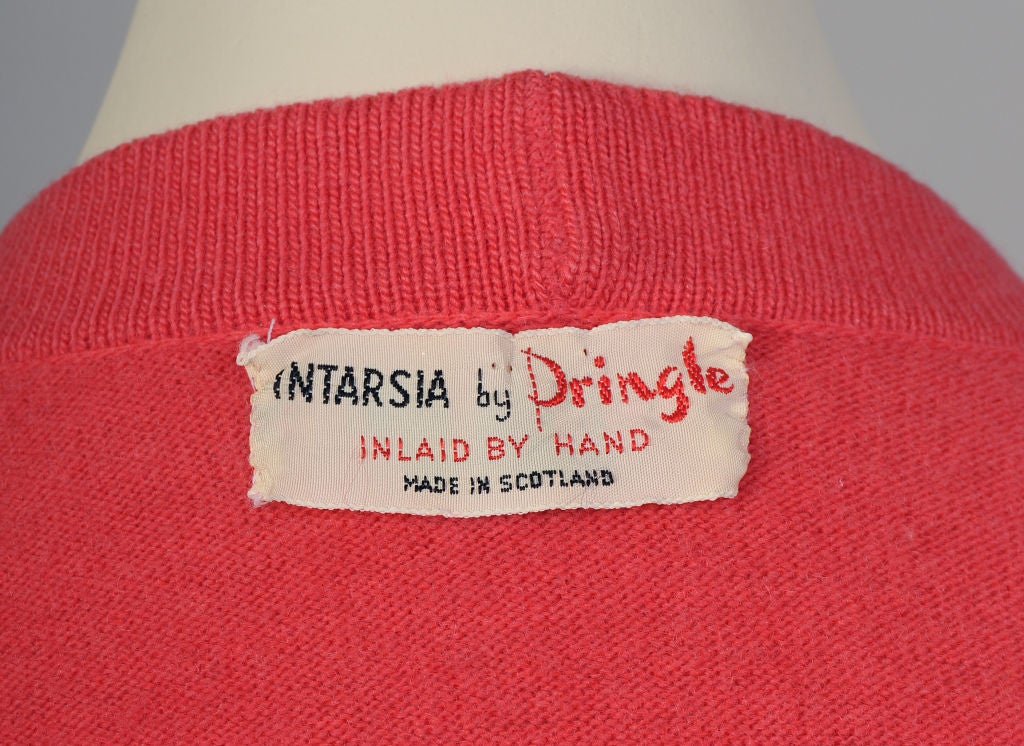 INTARSIA by Pringle
INLAID BY HAND
MADE IN SCOTLAND